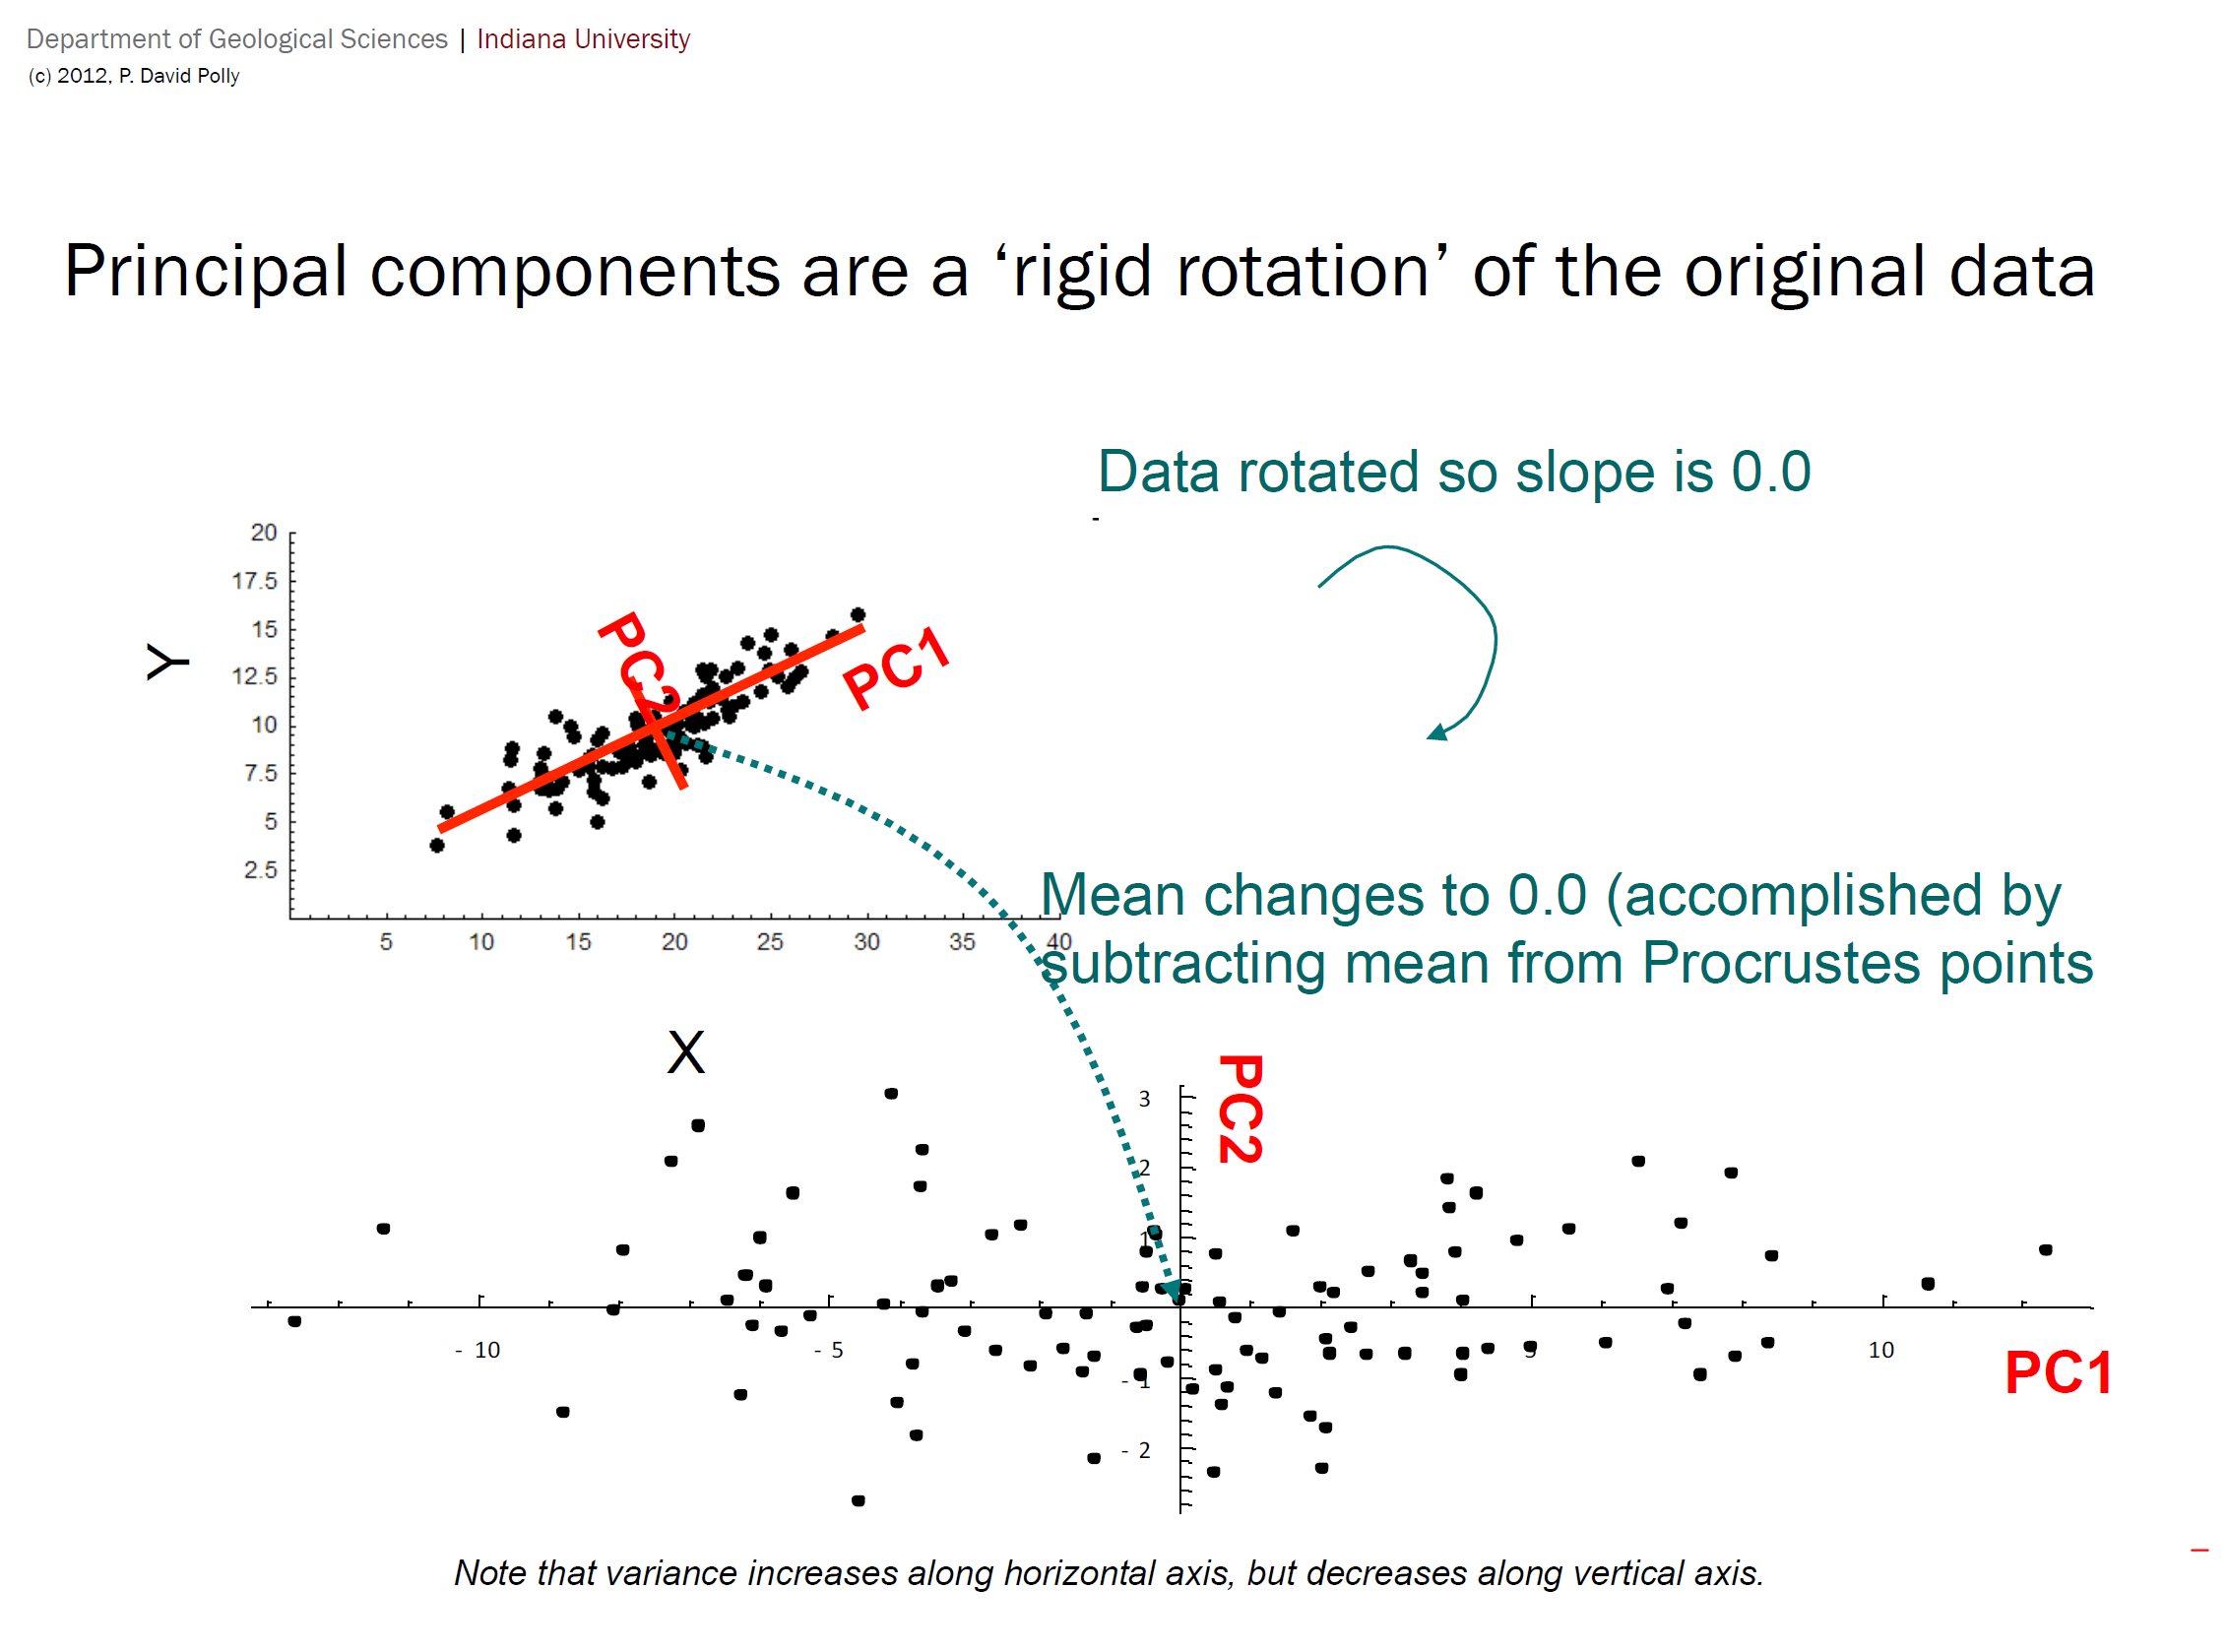 Department of Geological Sciences | Indiana University
(c) 2012, P. David Polly
Principal components are a ‘rigid rotation’ of the original data
Data rotated so slope is 0.0
20
17.5
15
12.5
10
7.5
5
2.5
Y
PC2
PC1
5 10 15 20 25 30 35 40
X
Mean changes to 0.0 (accomplished by
subtracting mean from Procrustes points
PC2
3
2
1
- 1
- 2
- 10 - 5 5 10
PC1
Note that variance increases along horizontal axis, but decreases along vertical axis.